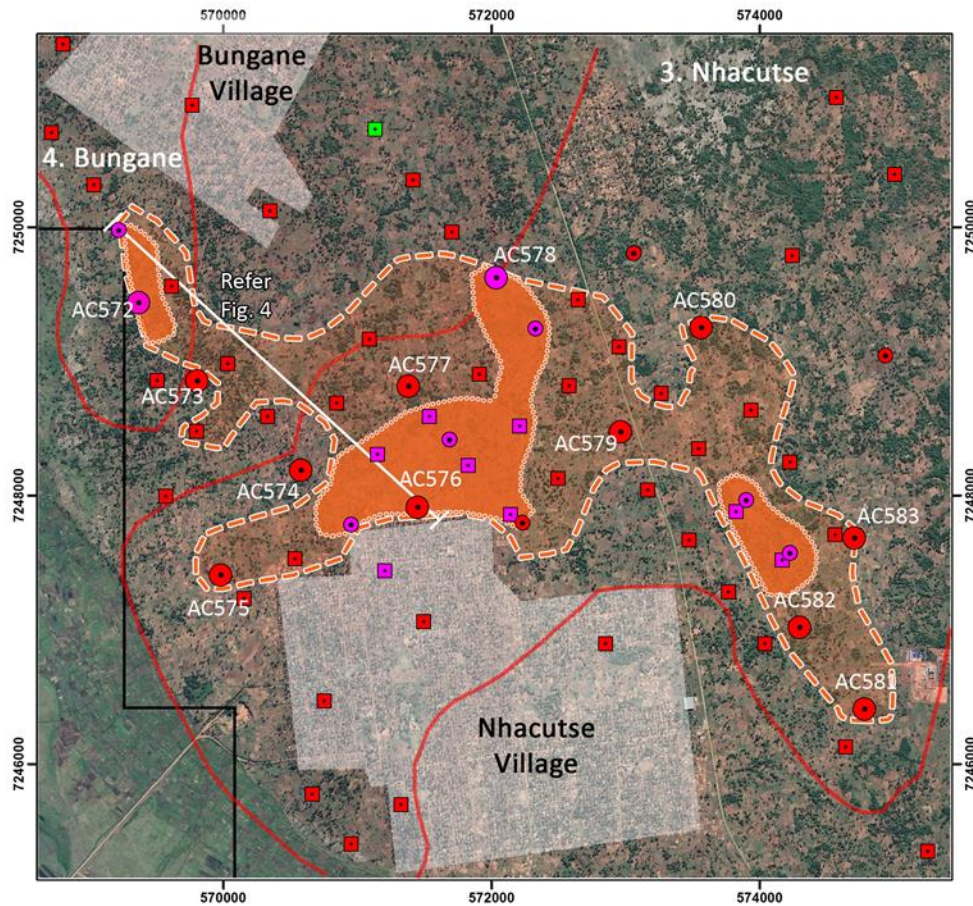 570000
572000
574000
Bungane
Village
3. Nhacutse
4. Bungane
7250000
7250000
Refer
Fig. 4
AC578
AC572
AC580
AC577
AC573
AC579
AC576
AC574
7248000
7248000
AC583
AC575
AC582
AC581
Nhacutse
Village
7246000
7246000
570000
572000
574000